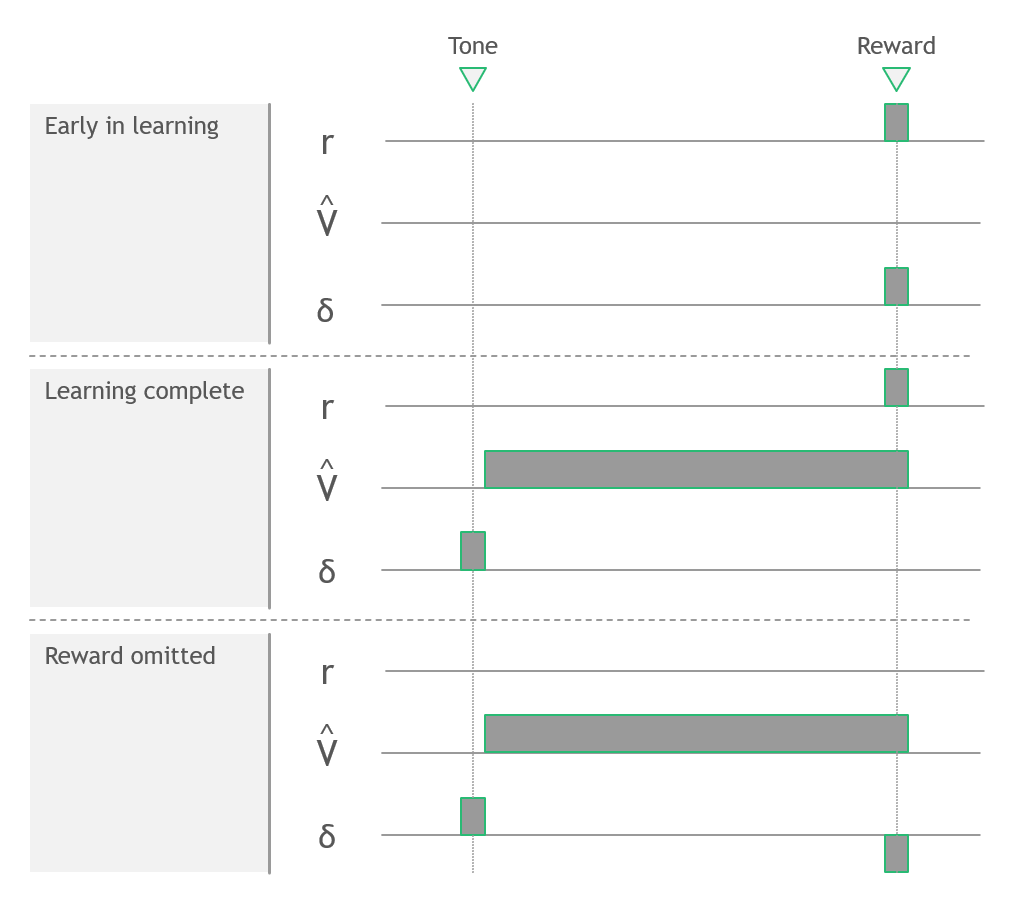 Tone Reward
Early in learning
r
V̂
δ
Learning complete
r
V̂
δ
Reward omitted
r
V̂
δ